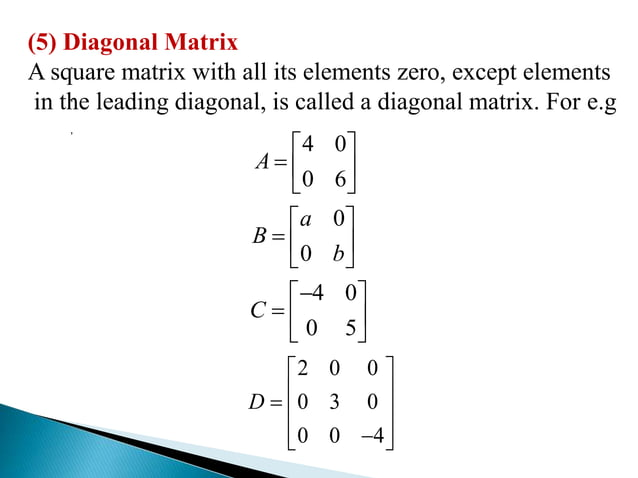 (5) Diagonal Matrix
A square matrix with all its elements zero, except elements
in the leading diagonal, is called a diagonal matrix. For e.g
A = [4 0
0 6]
B = [a 0
0 b]
C = [−4 0
0 5]
D = [2 0 0
0 3 0
0 0 −4]